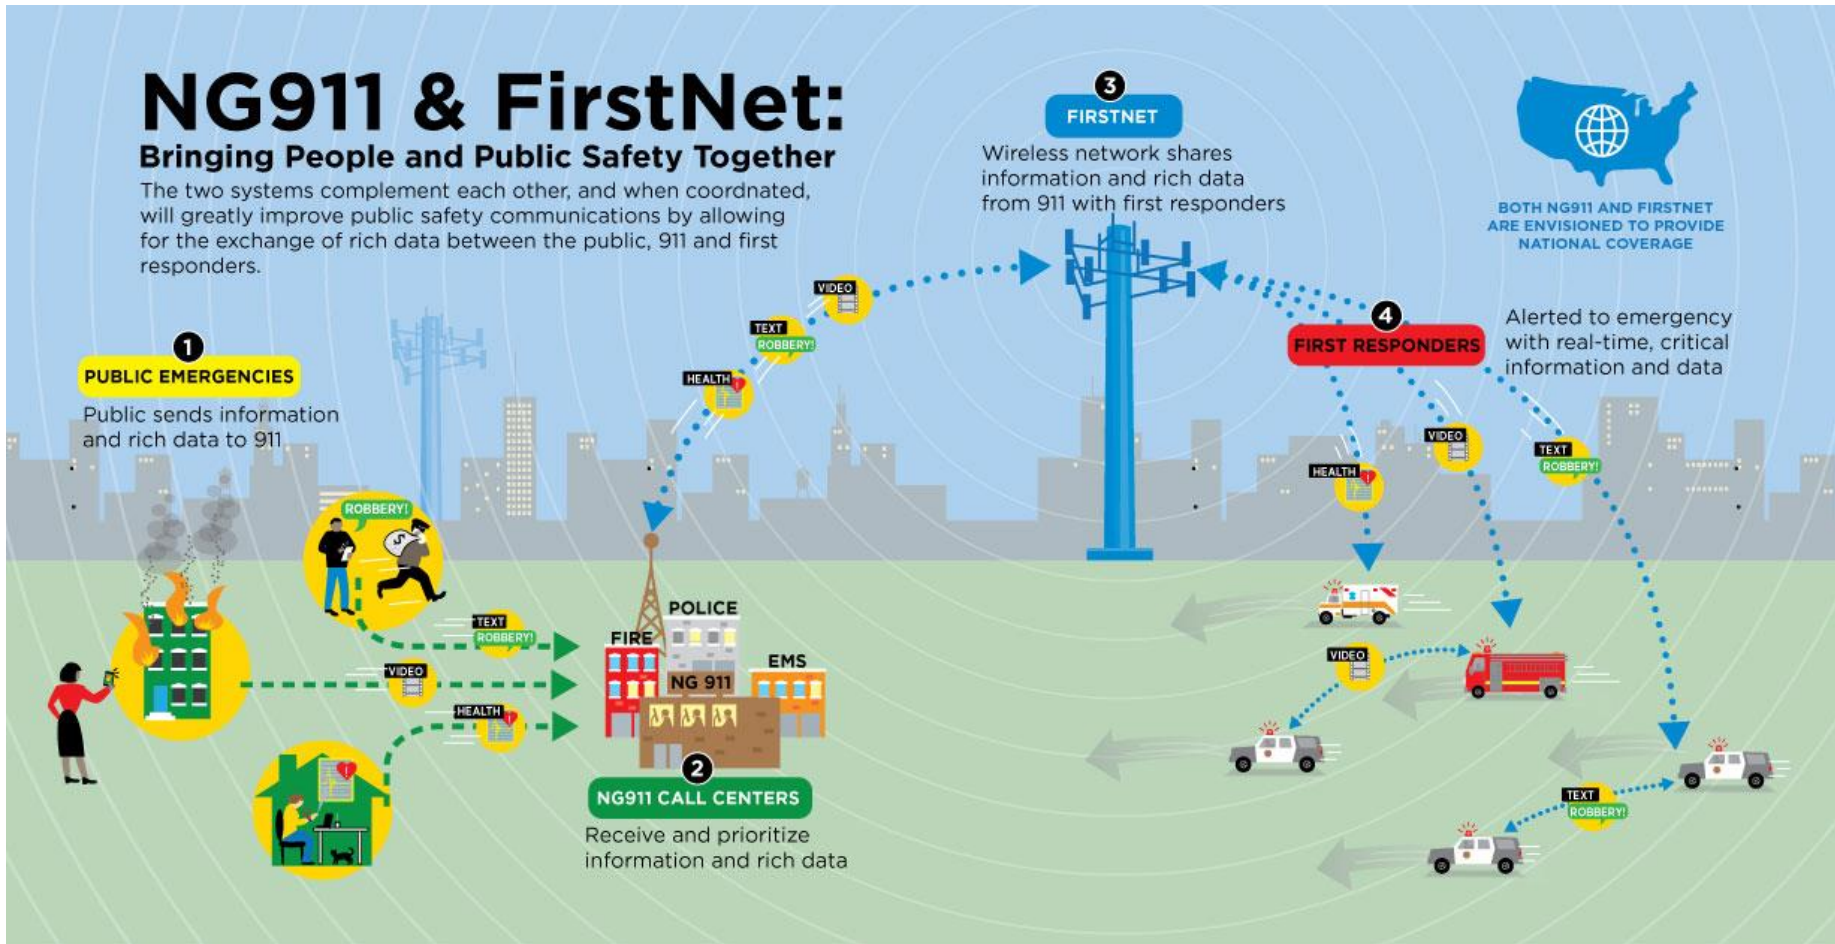 NG911 & FirstNet:
Bringing People and Public Safety Together
The two systems complement each other, and when coordnated,
will greatly improve public safety communications by allowing
for the exchange of rich data between the public, 911 and first
responders.
1
PUBLIC EMERGENCIES
Public sends information
and rich data to 911
ROBBERY!
$
TEXT
ROBBERY!
VIDEO
HEALTH
POLICE
FIRE
EMS
NG 911
2
NG911 CALL CENTERS
Receive and prioritize
information and rich data
HEALTH
TEXT
ROBBERY!
VIDEO
3
FIRSTNET
Wireless network shares
information and rich data
from 911 with first responders
BOTH NG911 AND FIRSTNET
ARE ENVISIONED TO PROVIDE
NATIONAL COVERAGE
4
FIRST RESPONDERS
Alerted to emergency
with real-time, critical
information and data
HEALTH
VIDEO
TEXT
ROBBERY!
VIDEO
TEXT
ROBBERY!